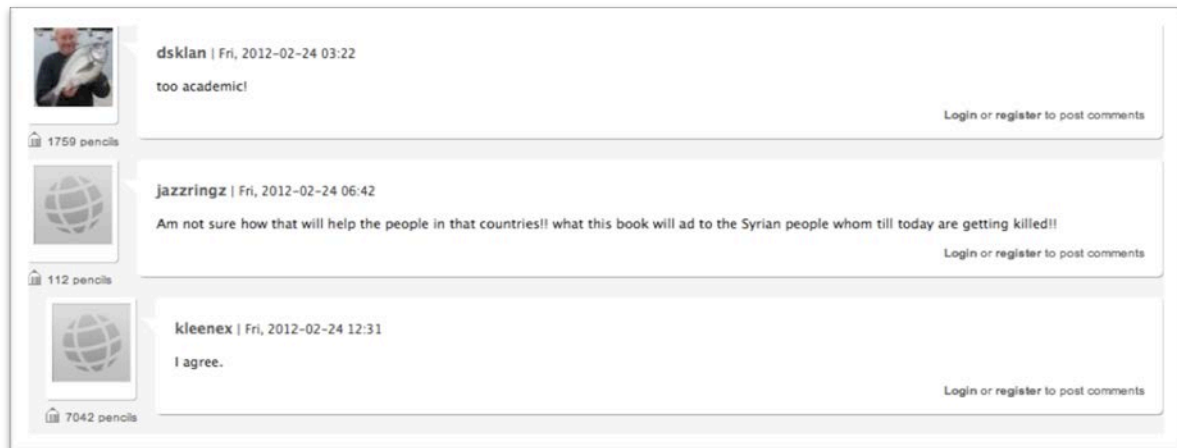 dsklan | Fri, 2012-02-24 03:22
too academic!
Login or register to post comments
1759 pencils
jazzringz | Fri, 2012-02-24 06:42
Am not sure how that will help the people in that countries!! what this book will ad to the Syrian people whom till today are getting killed!!
Login or register to post comments
112 pencils
kleenex | Fri, 2012-02-24 12:31
I agree.
Login or register to post comments
7042 pencils